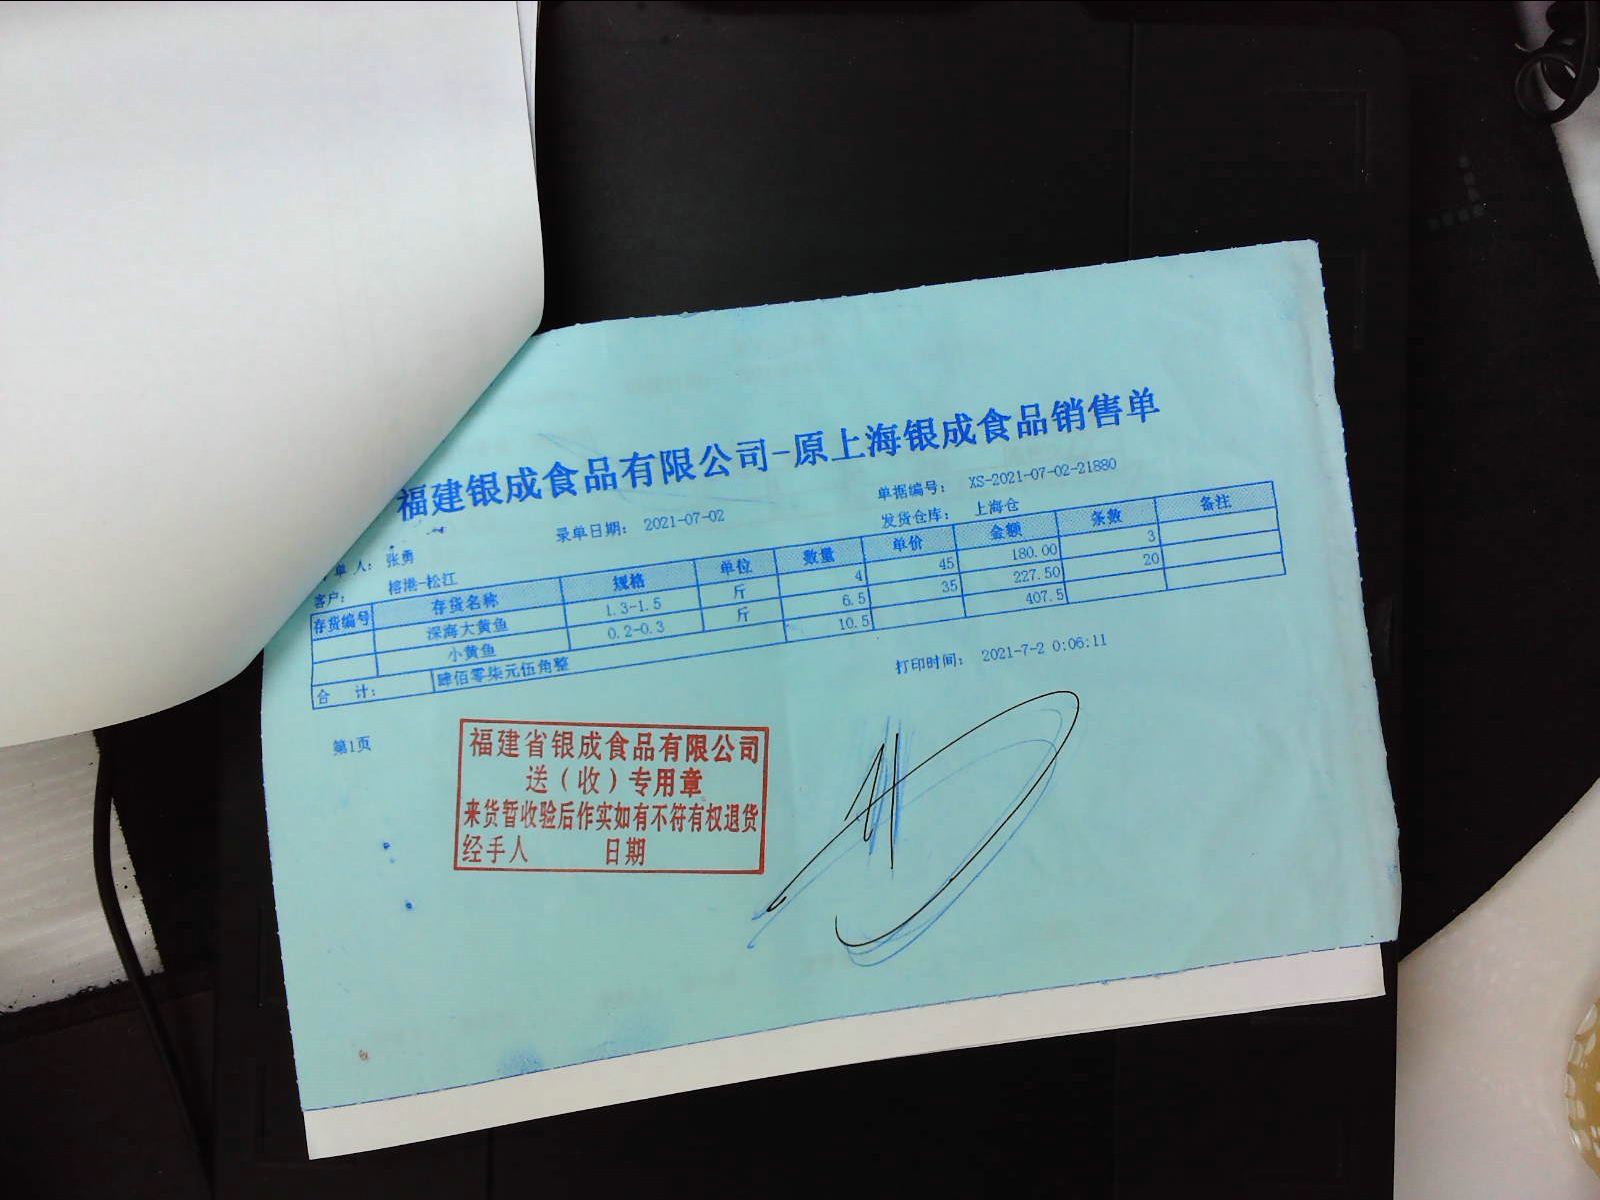 福建银成食品有限公司-原上海银成食品销售单
单据编号： XS-2021-07-02-21880
录单日期： 2021-07-02 发货仓库： 上海仓
单 人： 张勇
客户： 榕港-松江
存货编号 存货名称 规格 单位 数量 单价 金额 条数 备注
深海大黄鱼 1.3-1.5 斤 4 45 180.00 3
小黄鱼 0.2-0.3 斤 6.5 35 227.50 20
合 计： 肆佰零柒元伍角整 10.5 407.5
打印时间： 2021-7-2 0:06:11
第1页
福建省银成食品有限公司
送（收）专用章
来货暂收验后作实如有不符有权退货
经手人 日期